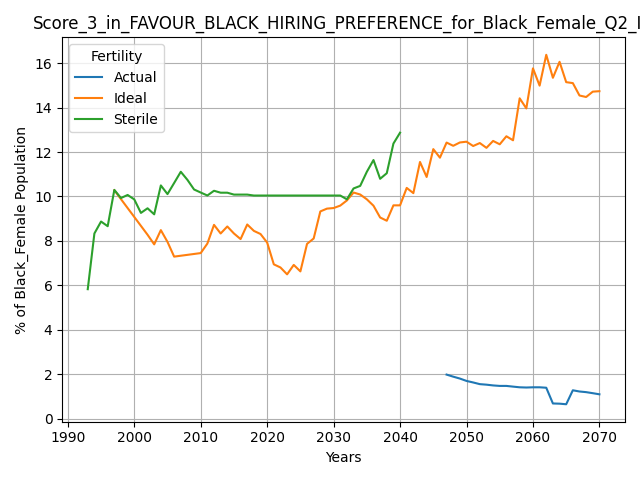 Score_3_in_FAVOUR_BLACK_HIRING_PREFERENCE_for_Black_Female_Q2_I
Fertility
Actual
Ideal
Sterile
% of Black_Female Population
16
14
12
10
8
6
4
2
0
1990 2000 2010 2020 2030 2040 2050 2060 2070
Years